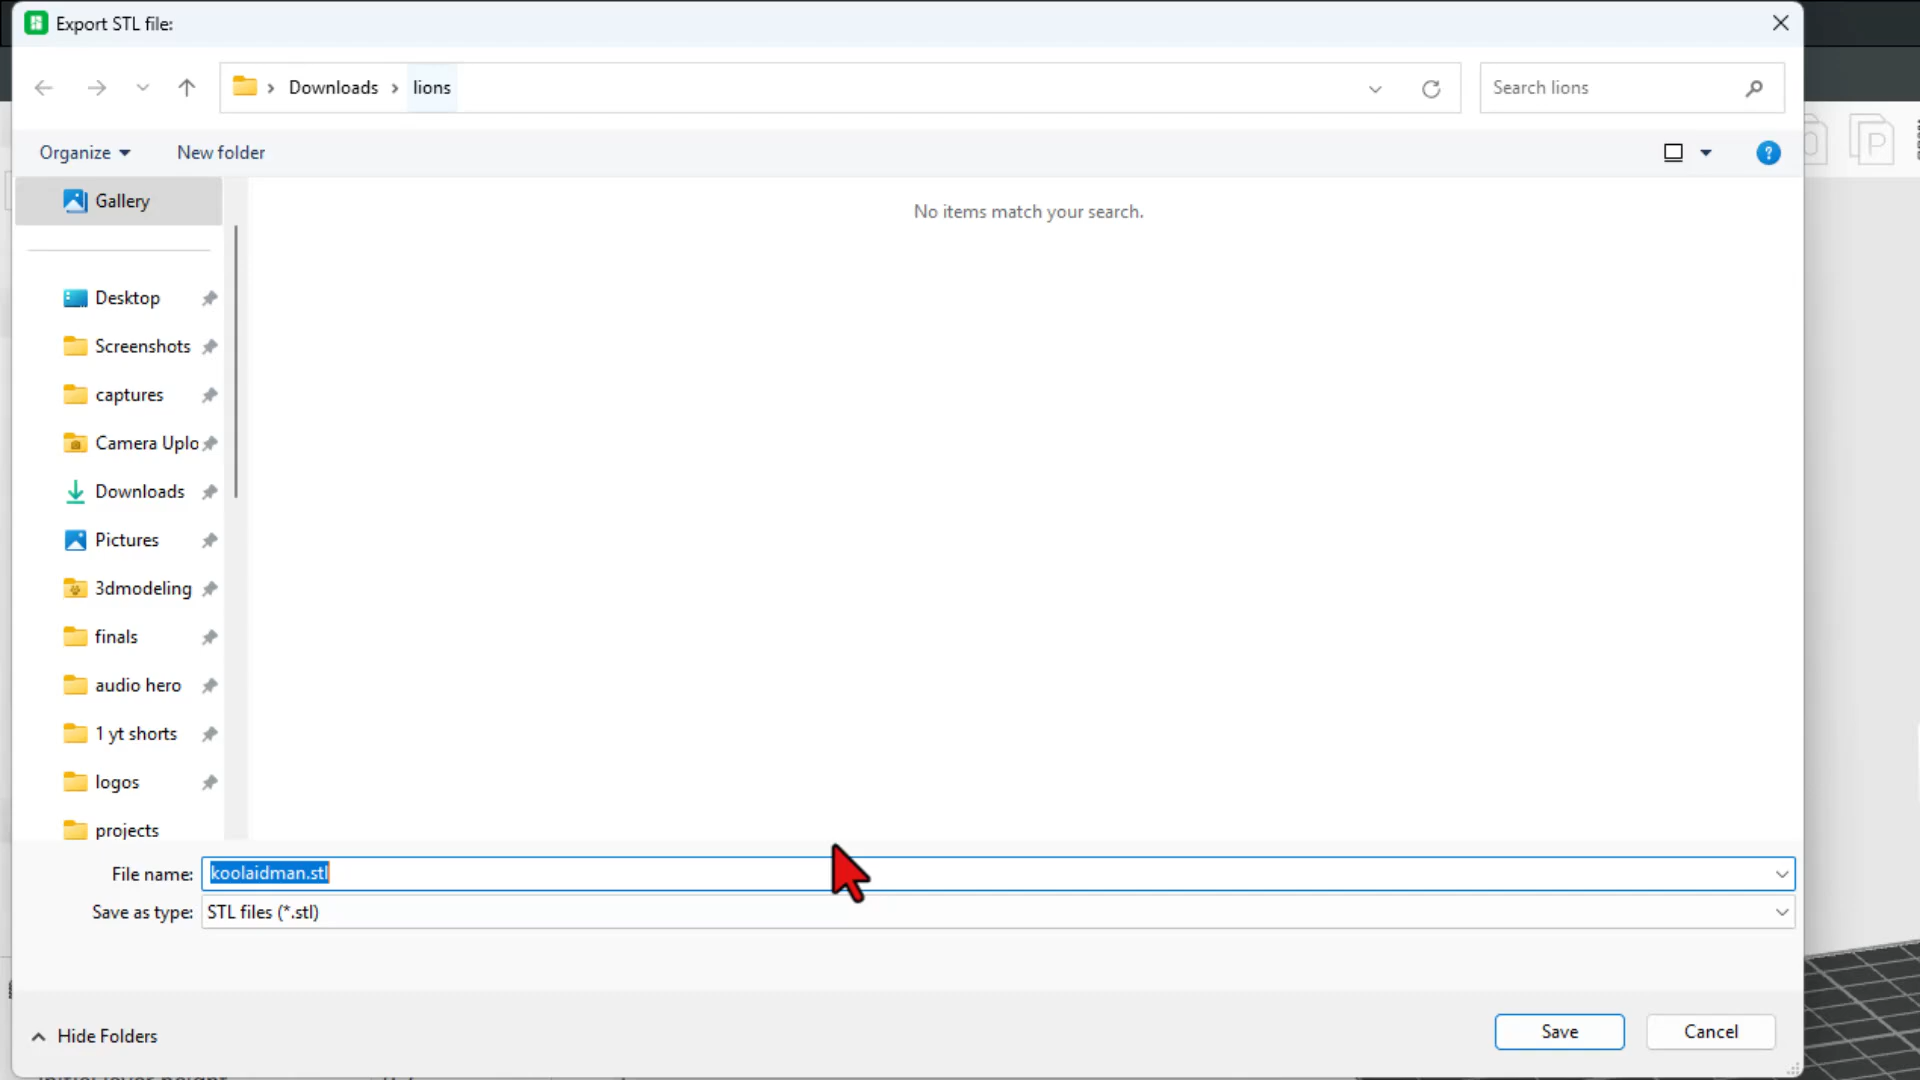 Export STL file:
Downloads
lions
Search lions
Organize
New folder
Gallery
No items match your search.
Desktop
Screenshots
captures
Camera Uplo
Downloads
Pictures
3dmodeling
finals
audio hero
1 yt shorts
logos
projects
File name: koolaidman.stl
Save as type: STL files (*.stl)
Hide Folders
Save
Cancel
P